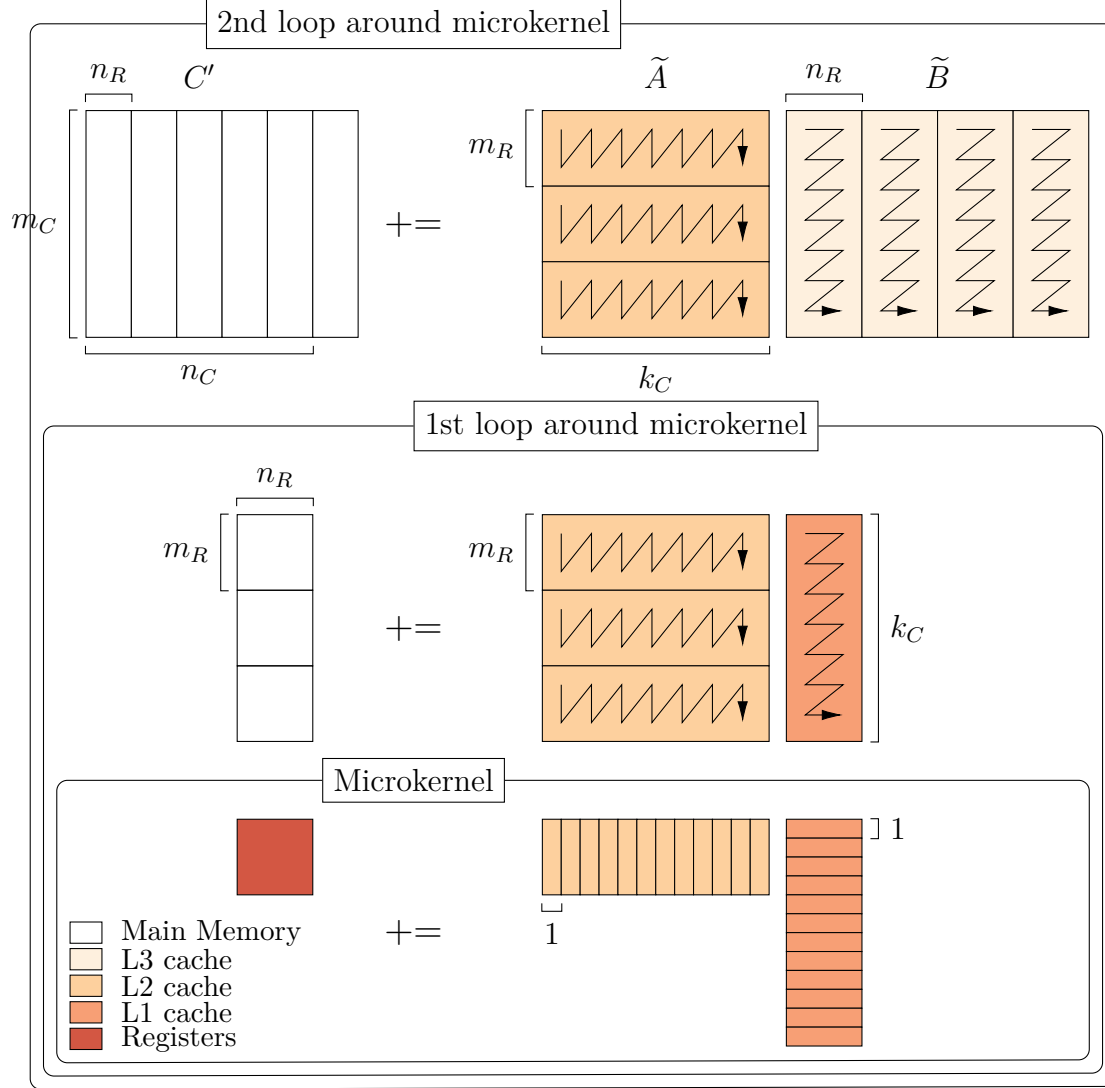 2nd loop around microkernel
n_R C′ Ã n_R B̃
m_R
m_C +=
n_C k_C
1st loop around microkernel
n_R
m_R m_R
+= k_C
Microkernel
1
+= 1
Main Memory
L3 cache
L2 cache
L1 cache
Registers